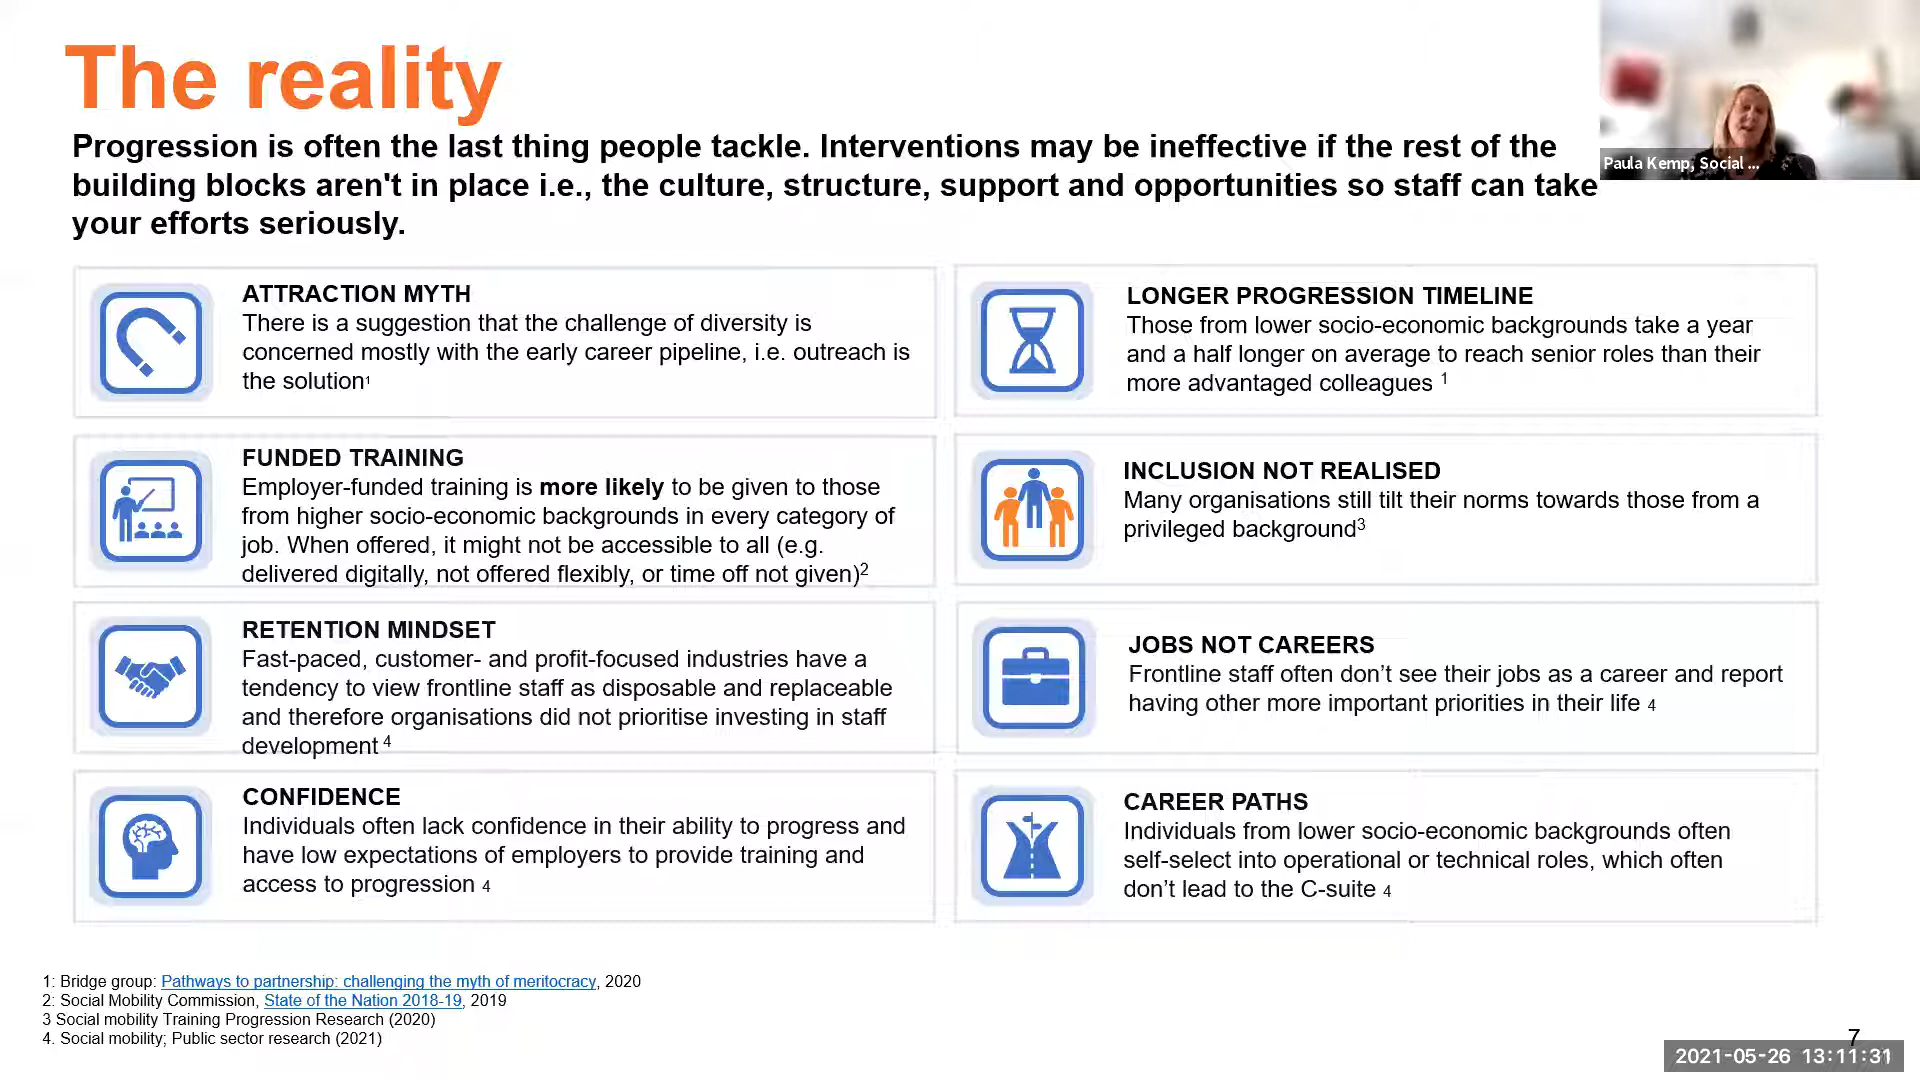 The reality
Progression is often the last thing people tackle. Interventions may be ineffective if the rest of the
building blocks aren't in place i.e., the culture, structure, support and opportunities so staff can take
your efforts seriously.
Paula Kemp, Social ...
ATTRACTION MYTH
There is a suggestion that the challenge of diversity is
concerned mostly with the early career pipeline, i.e. outreach is
the solution¹
LONGER PROGRESSION TIMELINE
Those from lower socio-economic backgrounds take a year
and a half longer on average to reach senior roles than their
more advantaged colleagues ¹
FUNDED TRAINING
Employer-funded training is more likely to be given to those
from higher socio-economic backgrounds in every category of
job. When offered, it might not be accessible to all (e.g.
delivered digitally, not offered flexibly, or time off not given)²
INCLUSION NOT REALISED
Many organisations still tilt their norms towards those from a
privileged background³
RETENTION MINDSET
Fast-paced, customer- and profit-focused industries have a
tendency to view frontline staff as disposable and replaceable
and therefore organisations did not prioritise investing in staff
development ⁴
JOBS NOT CAREERS
Frontline staff often don’t see their jobs as a career and report
having other more important priorities in their life 4
CONFIDENCE
Individuals often lack confidence in their ability to progress and
have low expectations of employers to provide training and
access to progression 4
CAREER PATHS
Individuals from lower socio-economic backgrounds often
self-select into operational or technical roles, which often
don’t lead to the C-suite 4
1: Bridge group: Pathways to partnership: challenging the myth of meritocracy, 2020
2: Social Mobility Commission, State of the Nation 2018-19, 2019
3 Social mobility Training Progression Research (2020)
4. Social mobility; Public sector research (2021)
7
2021-05-26 13:11:31